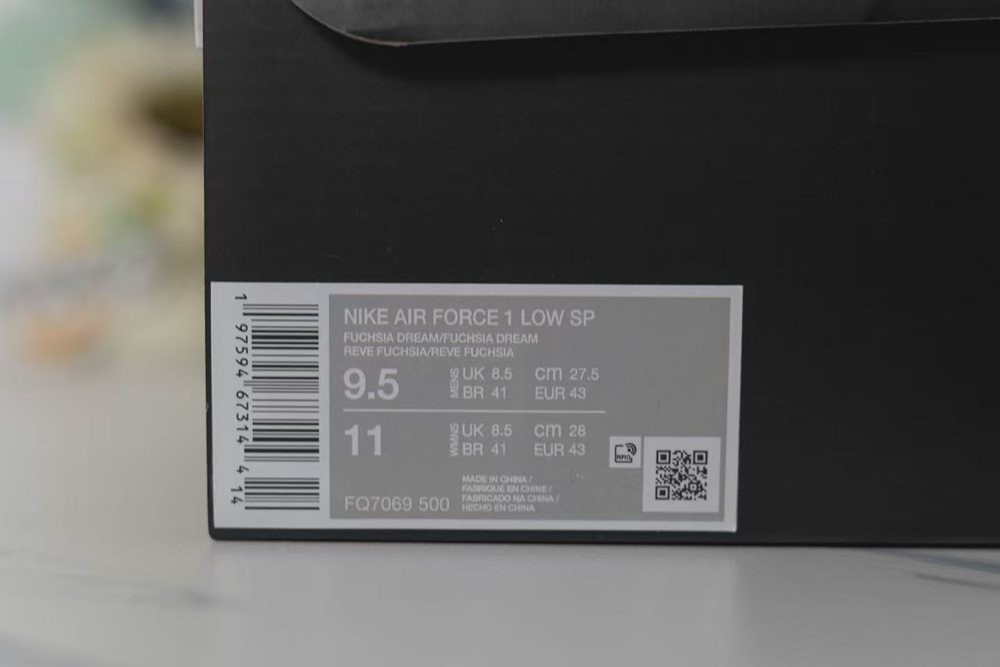 NIKE AIR FORCE 1 LOW SP
FUCHSIA DREAM/FUCHSIA DREAM
REVE FUCHSIA/REVE FUCHSIA
9.5
MENS
UK 8.5 cm 27.5
BR 41 EUR 43
11
WMNS
UK 8.5 cm 28
BR 41 EUR 43
FQ7069 500
MADE IN CHINA /
FABRIQUE EN CHINE /
FABRICADO NA CHINA /
HECHO EN CHINA
RFID
1 97594 67314 4 14